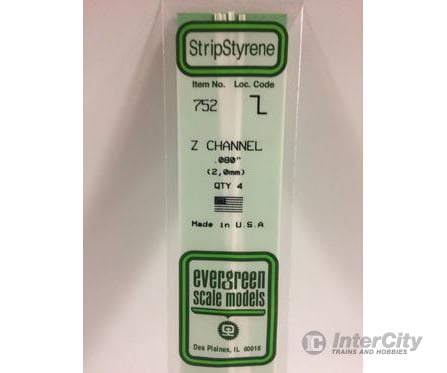 StripStyrene
Item No. Loc. Code
752
Z CHANNEL
.080"
(2,0mm)
QTY 4
Made in U.S.A
evergreen
scale models
Des Plaines, IL 60018
IC InterCity
TRAINS AND HOBBIES